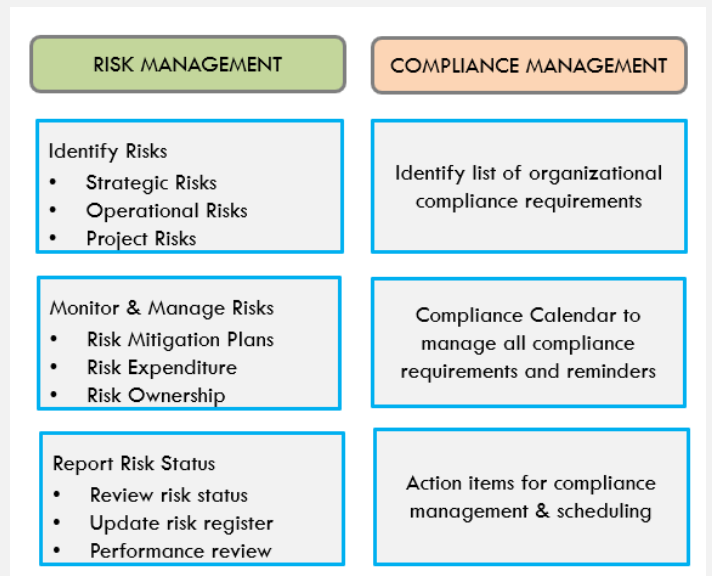 RISK MANAGEMENT
Identify Risks
• Strategic Risks
• Operational Risks
• Project Risks
Monitor & Manage Risks
• Risk Mitigation Plans
• Risk Expenditure
• Risk Ownership
Report Risk Status
• Review risk status
• Update risk register
• Performance review
COMPLIANCE MANAGEMENT
Identify list of organizational
compliance requirements
Compliance Calendar to
manage all compliance
requirements and reminders
Action items for compliance
management & scheduling